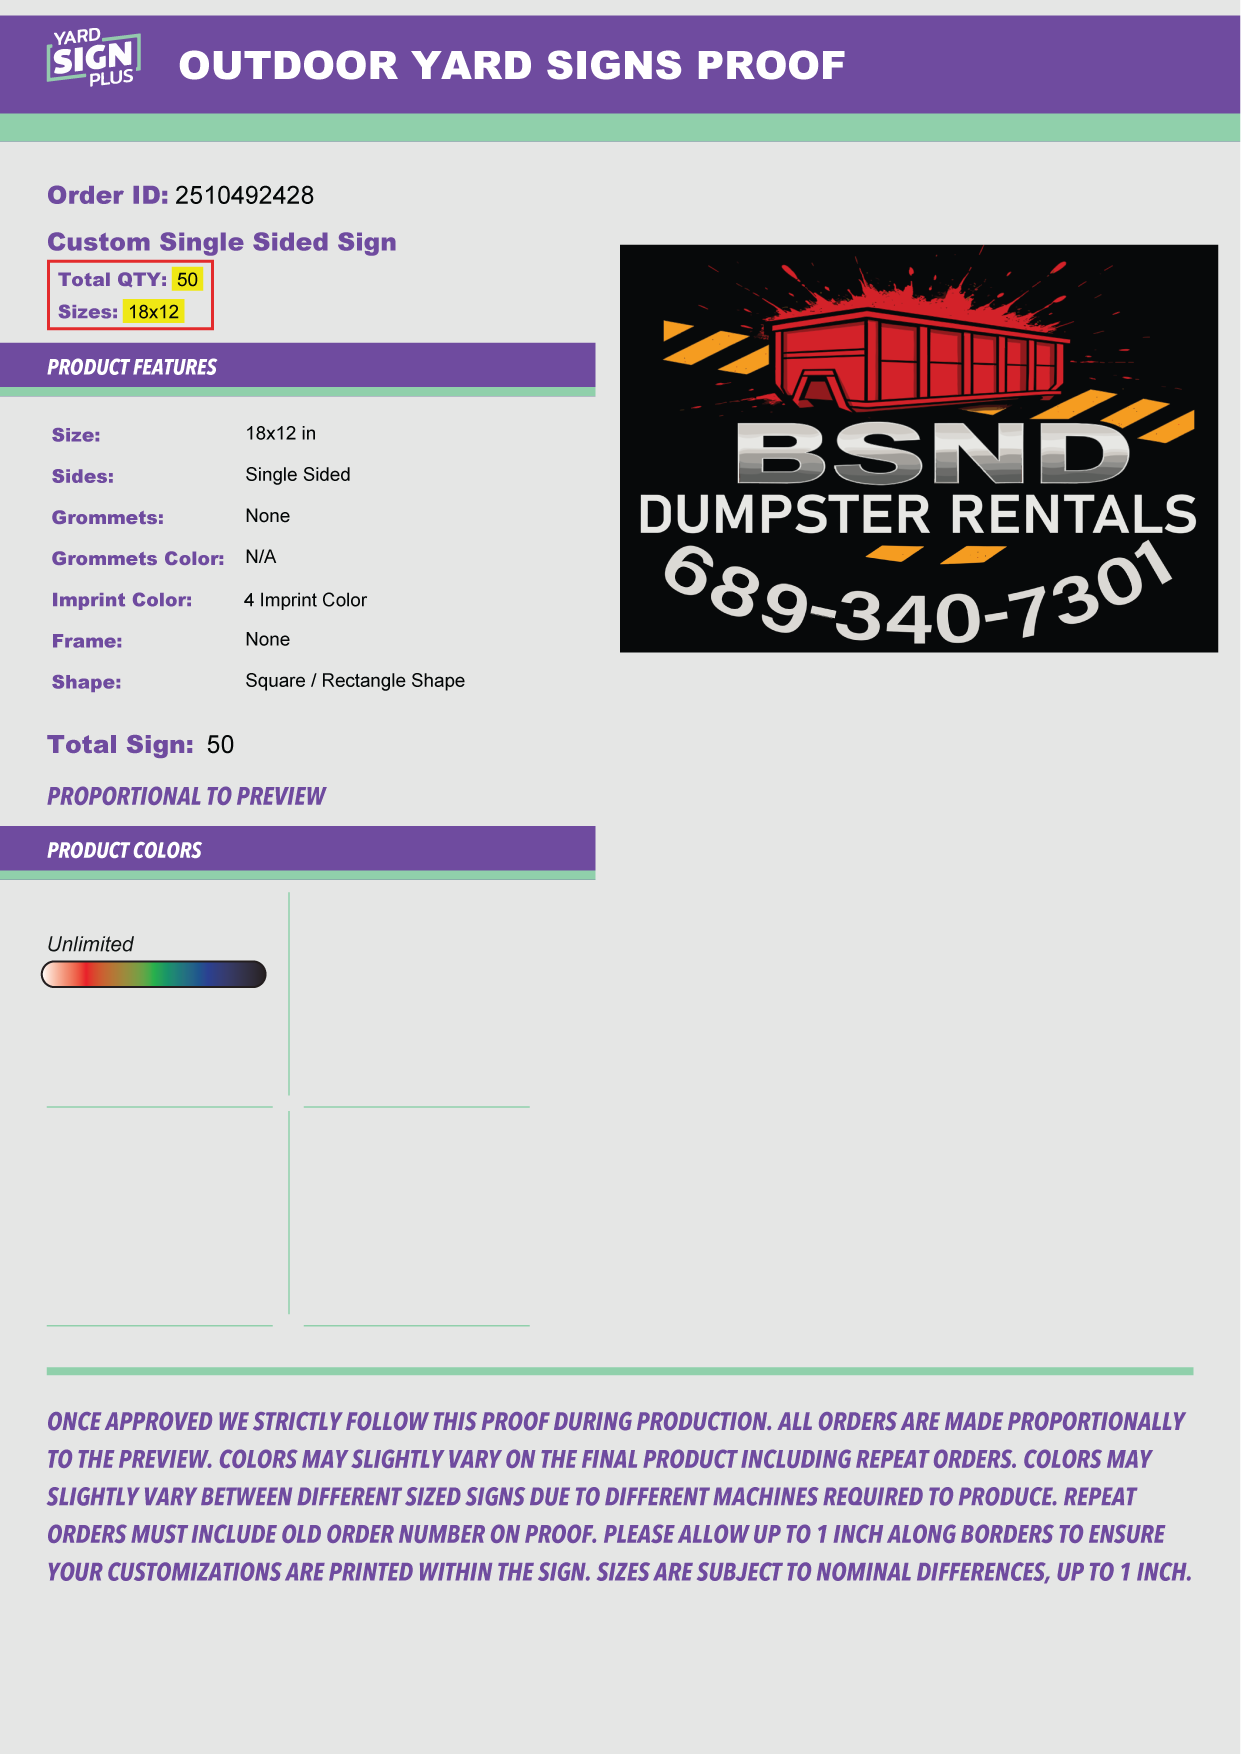 YARD
SIGN
PLUS
OUTDOOR YARD SIGNS PROOF
Order ID: 2510492428
Custom Single Sided Sign
Total QTY: 50
Sizes: 18x12
PRODUCT FEATURES
Size: 18x12 in
Sides: Single Sided
Grommets: None
Grommets Color: N/A
Imprint Color: 4 Imprint Color
Frame: None
Shape: Square / Rectangle Shape
Total Sign: 50
PROPORTIONAL TO PREVIEW
PRODUCT COLORS
Unlimited
BSND
DUMPSTER RENTALS
689-340-7301
ONCE APPROVED WE STRICTLY FOLLOW THIS PROOF DURING PRODUCTION. ALL ORDERS ARE MADE PROPORTIONALLY
TO THE PREVIEW. COLORS MAY SLIGHTLY VARY ON THE FINAL PRODUCT INCLUDING REPEAT ORDERS. COLORS MAY
SLIGHTLY VARY BETWEEN DIFFERENT SIZED SIGNS DUE TO DIFFERENT MACHINES REQUIRED TO PRODUCE. REPEAT
ORDERS MUST INCLUDE OLD ORDER NUMBER ON PROOF. PLEASE ALLOW UP TO 1 INCH ALONG BORDERS TO ENSURE
YOUR CUSTOMIZATIONS ARE PRINTED WITHIN THE SIGN. SIZES ARE SUBJECT TO NOMINAL DIFFERENCES, UP TO 1 INCH.